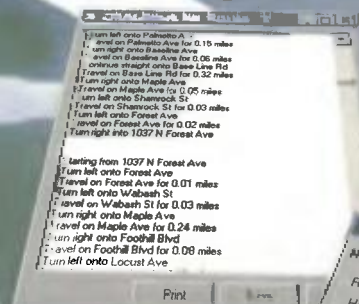 turn left onto Palmetto A
avel on Palmetto Ave for 0.15 miles
urn right onto Baseline Ave
avel on Baseline Ave for 0.06 miles
ontinue straight onto Base Line Rd
Travel on Base Line Rd for 0.32 miles
Turn right onto Maple Ave
Travel on Maple Ave for 0.05 miles
urn left onto Shamrock St
Travel on Shamrock St for 0.03 miles
Turn left onto Forest Ave
ravel on Forest Ave for 0.02 miles
Turn right into 1037 N Forest Ave
tarting from 1037 N Forest Ave
Turn left onto Forest Ave
Travel on Forest Ave for 0.01 miles
Turn left onto Wabash St
Travel on Wabash St for 0.03 miles
urn right onto Maple Ave
ravel on Maple Ave for 0.24 miles
urn right onto Foothill Blvd
avel on Foothill Blvd for 0.08 miles
Turn left onto Locust Ave
Print